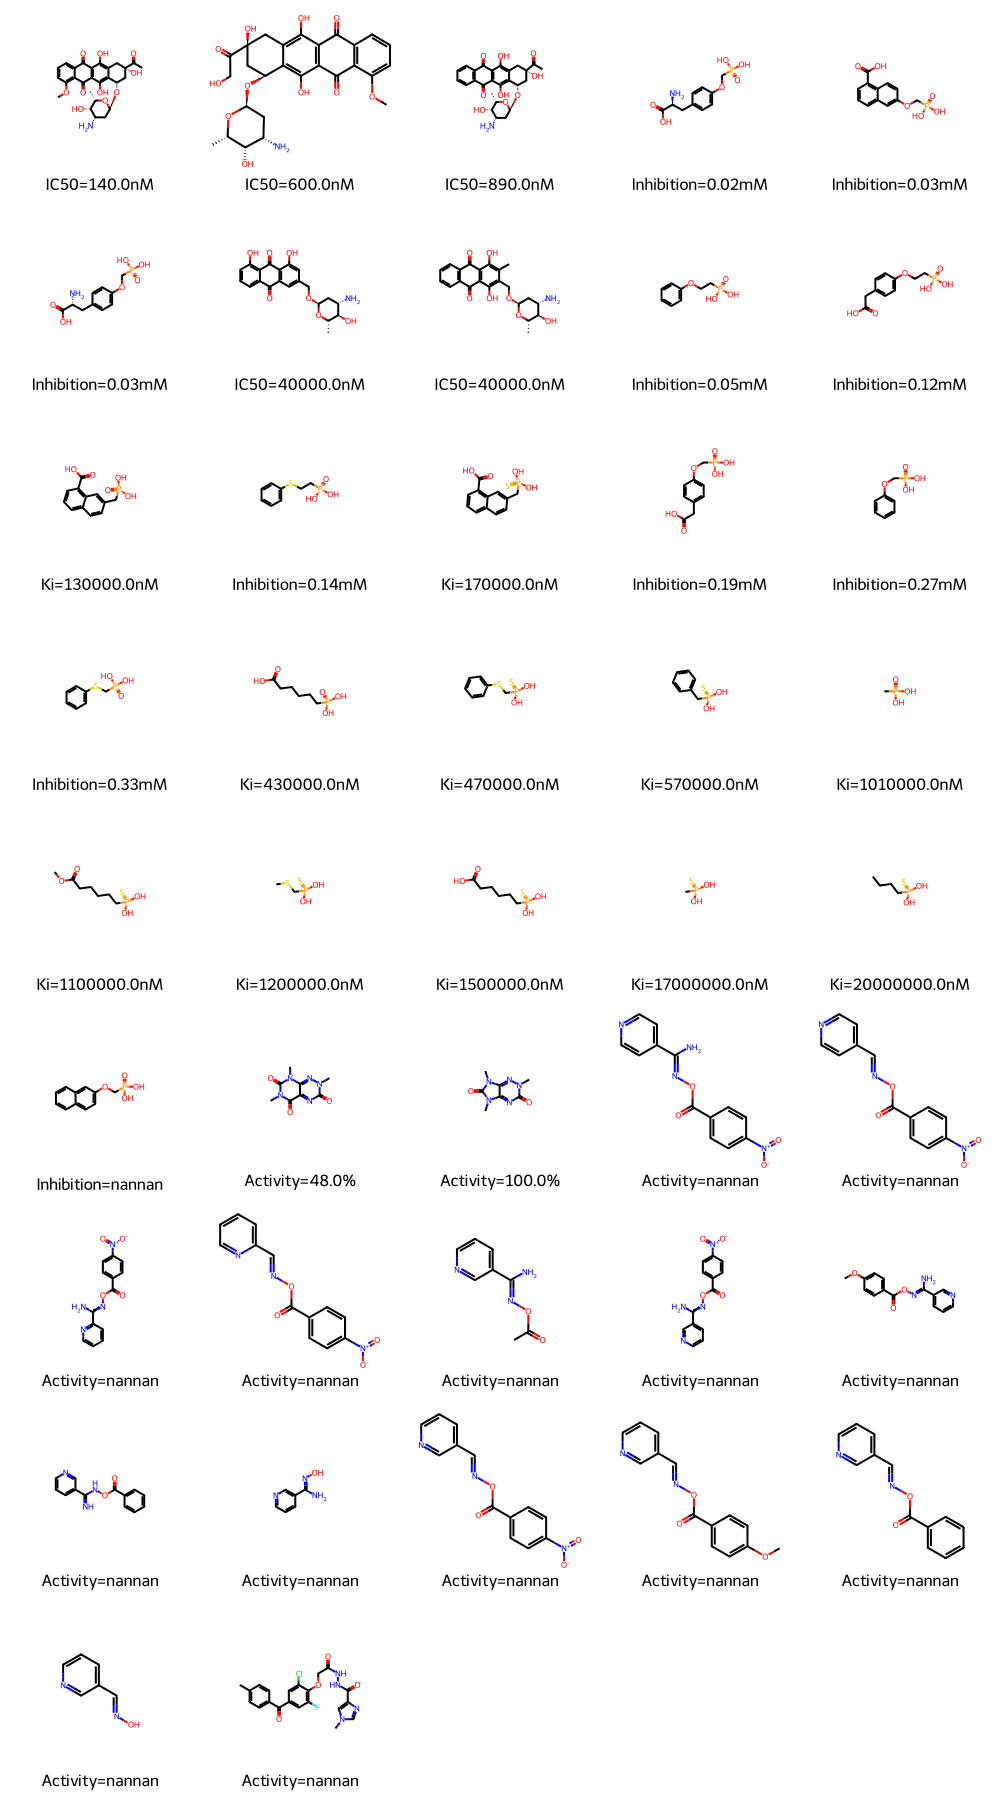 IC50=140.0nM
IC50=600.0nM
IC50=890.0nM
Inhibition=0.02mM
Inhibition=0.03mM
Inhibition=0.03mM
IC50=40000.0nM
IC50=40000.0nM
Inhibition=0.05mM
Inhibition=0.12mM
Ki=130000.0nM
Inhibition=0.14mM
Ki=170000.0nM
Inhibition=0.19mM
Inhibition=0.27mM
Inhibition=0.33mM
Ki=430000.0nM
Ki=470000.0nM
Ki=570000.0nM
Ki=1010000.0nM
Ki=1100000.0nM
Ki=1200000.0nM
Ki=1500000.0nM
Ki=17000000.0nM
Ki=20000000.0nM
Inhibition=nannan
Activity=48.0%
Activity=100.0%
Activity=nannan
Activity=nannan
Activity=nannan
Activity=nannan
Activity=nannan
Activity=nannan
Activity=nannan
Activity=nannan
Activity=nannan
Activity=nannan
Activity=nannan
Activity=nannan
Activity=nannan
Activity=nannan